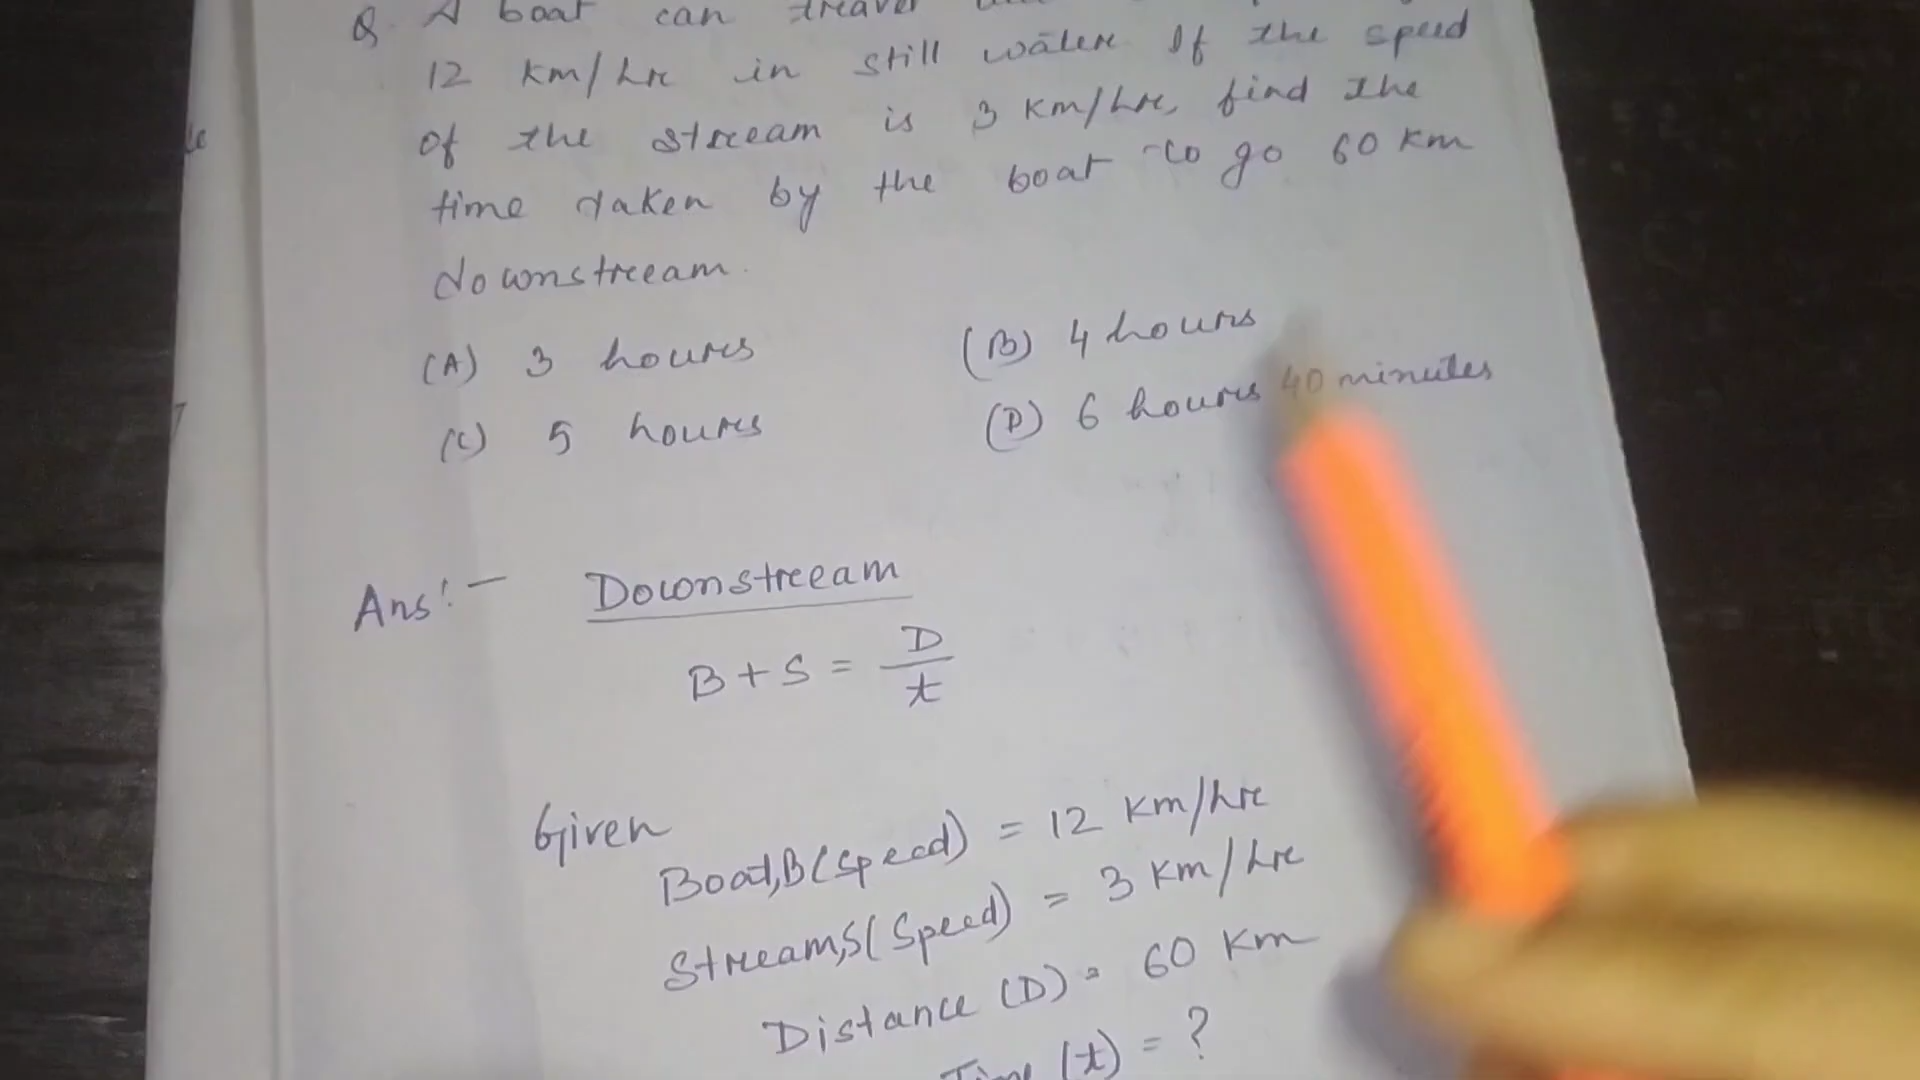 Q. A boat can travel
12 km/hr in still water If the speed
of the stream is 3 km/hr, find the
time taken by the boat to go 60 km
downstream.
(A) 3 hours (B) 4 hours
(C) 5 hours (D) 6 hours 40 minutes
Ans:- Downstream
B + S = D/t
Given
Boat,B(speed) = 12 km/hr
Stream,S(Speed) = 3 km/hr
Distance (D) = 60 km
Time (t) = ?